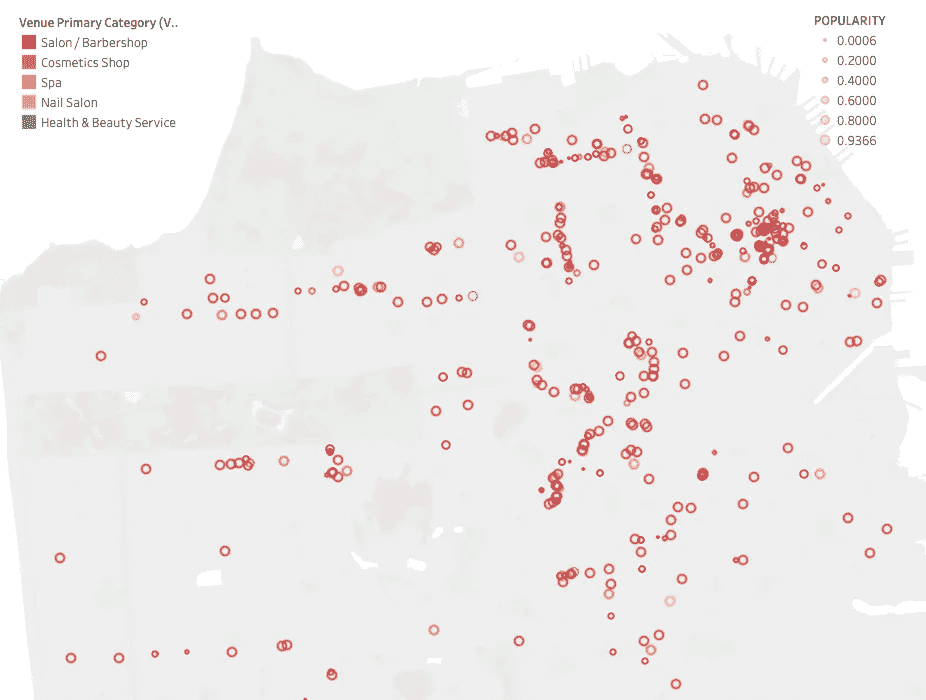 Venue Primary Category (V..
Salon / Barbershop
Cosmetics Shop
Spa
Nail Salon
Health & Beauty Service
POPULARITY
0.0006
0.2000
0.4000
0.6000
0.8000
0.9366